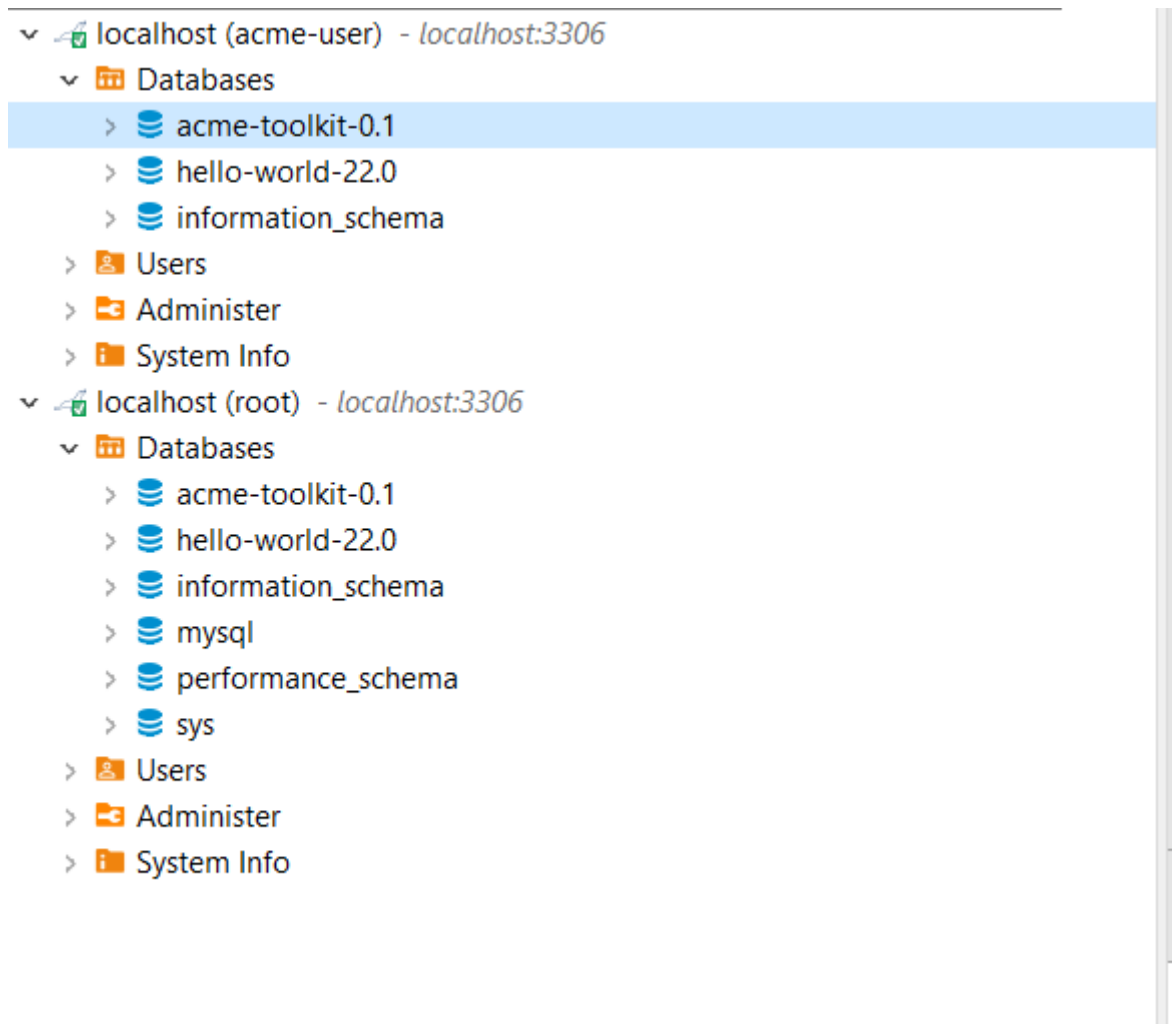 localhost (acme-user) - localhost:3306
Databases
acme-toolkit-0.1
hello-world-22.0
information_schema
Users
Administer
System Info
localhost (root) - localhost:3306
Databases
acme-toolkit-0.1
hello-world-22.0
information_schema
mysql
performance_schema
sys
Users
Administer
System Info